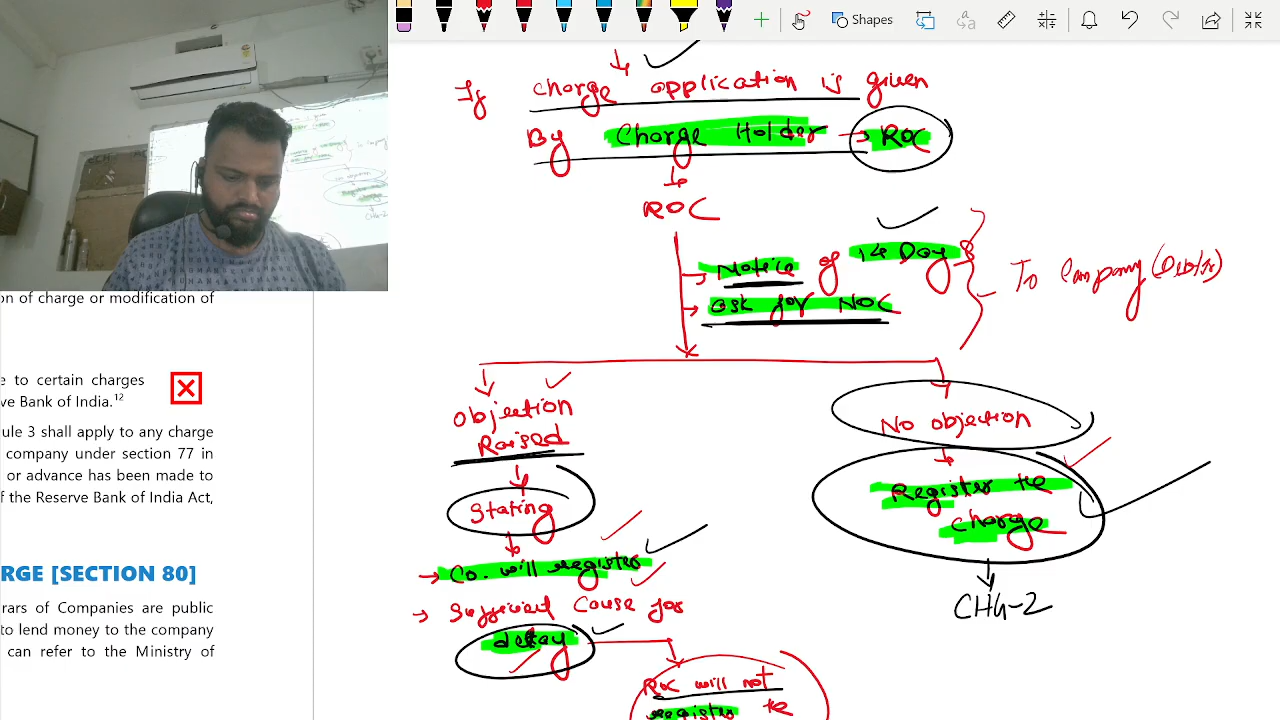 Shapes
If charge application is given
By Charge Holder → ROC
ROC
Notice of 14 Days
ask for NOC
To Company (Debtor)
Objection
Raised
No objection
Register the
charge
CHG-2
Stating
Co. will register
Sufficient Cause for
delay
ROC will not
register the
on of charge or modification of
e to certain charges
ve Bank of India.12
ule 3 shall apply to any charge
company under section 77 in
or advance has been made to
f the Reserve Bank of India Act,
RGE [SECTION 80]
rars of Companies are public
to lend money to the company
can refer to the Ministry of